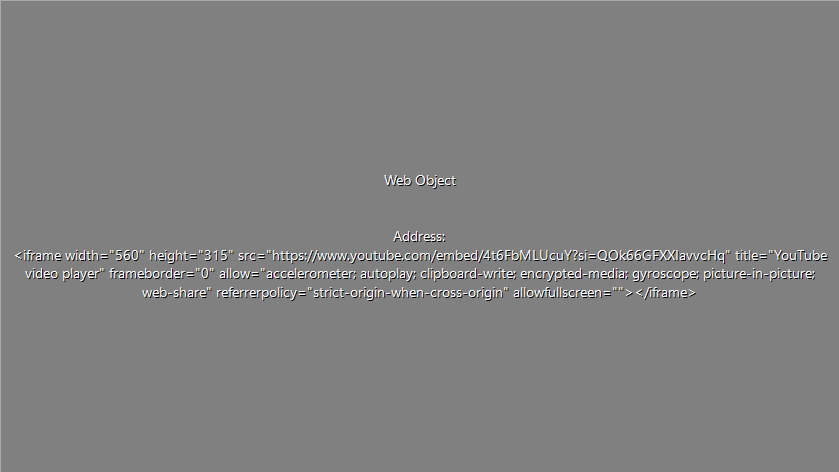 Web Object
Address:
<iframe width="560" height="315" src="https://www.youtube.com/embed/4t6FbMLUcuY?si=QOk66GFXXlavvcHq" title="YouTube
video player" frameborder="0" allow="accelerometer; autoplay; clipboard-write; encrypted-media; gyroscope; picture-in-picture;
web-share" referrerpolicy="strict-origin-when-cross-origin" allowfullscreen=""></iframe>